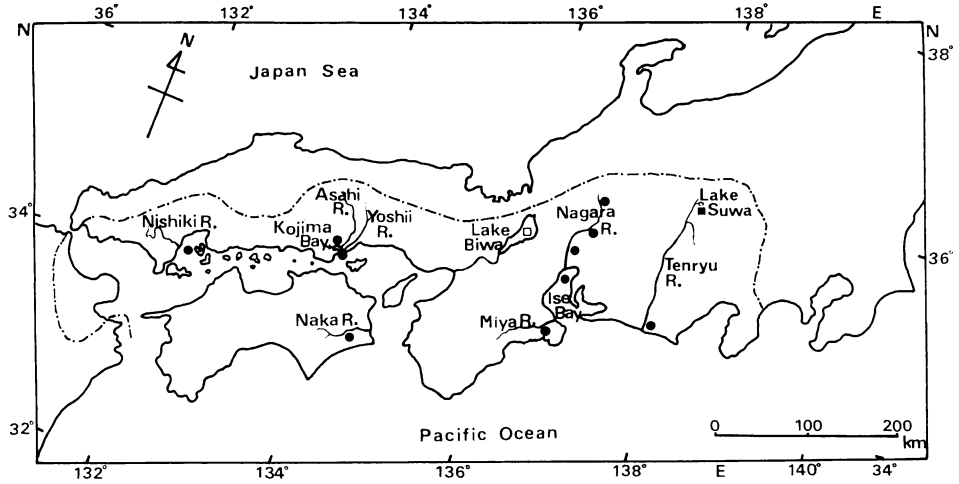 36° 132° 134° 136° 138° E
N N
N
38°
Japan Sea
34°
Asahi
R.
Yoshii
R.
Nishiki R.
Kojima
Bay
Nagara
R.
Lake
Biwa
Lake
Suwa
36°
Tenryu
R.
Ise
Bay
Naka R.
Miya R.
0 100 200
km
32°
Pacific Ocean
132° 134° 136° 138° E 140° 34°